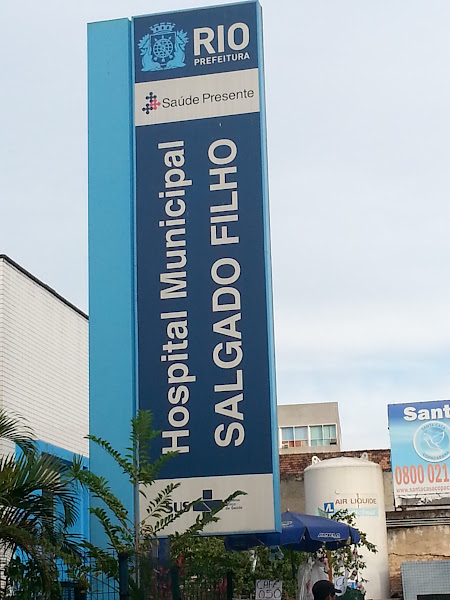 RIO
PREFEITURA
Saúde Presente
Hospital Municipal
SALGADO FILHO
SUS
AIR LIQUIDE
Sant
0800 021